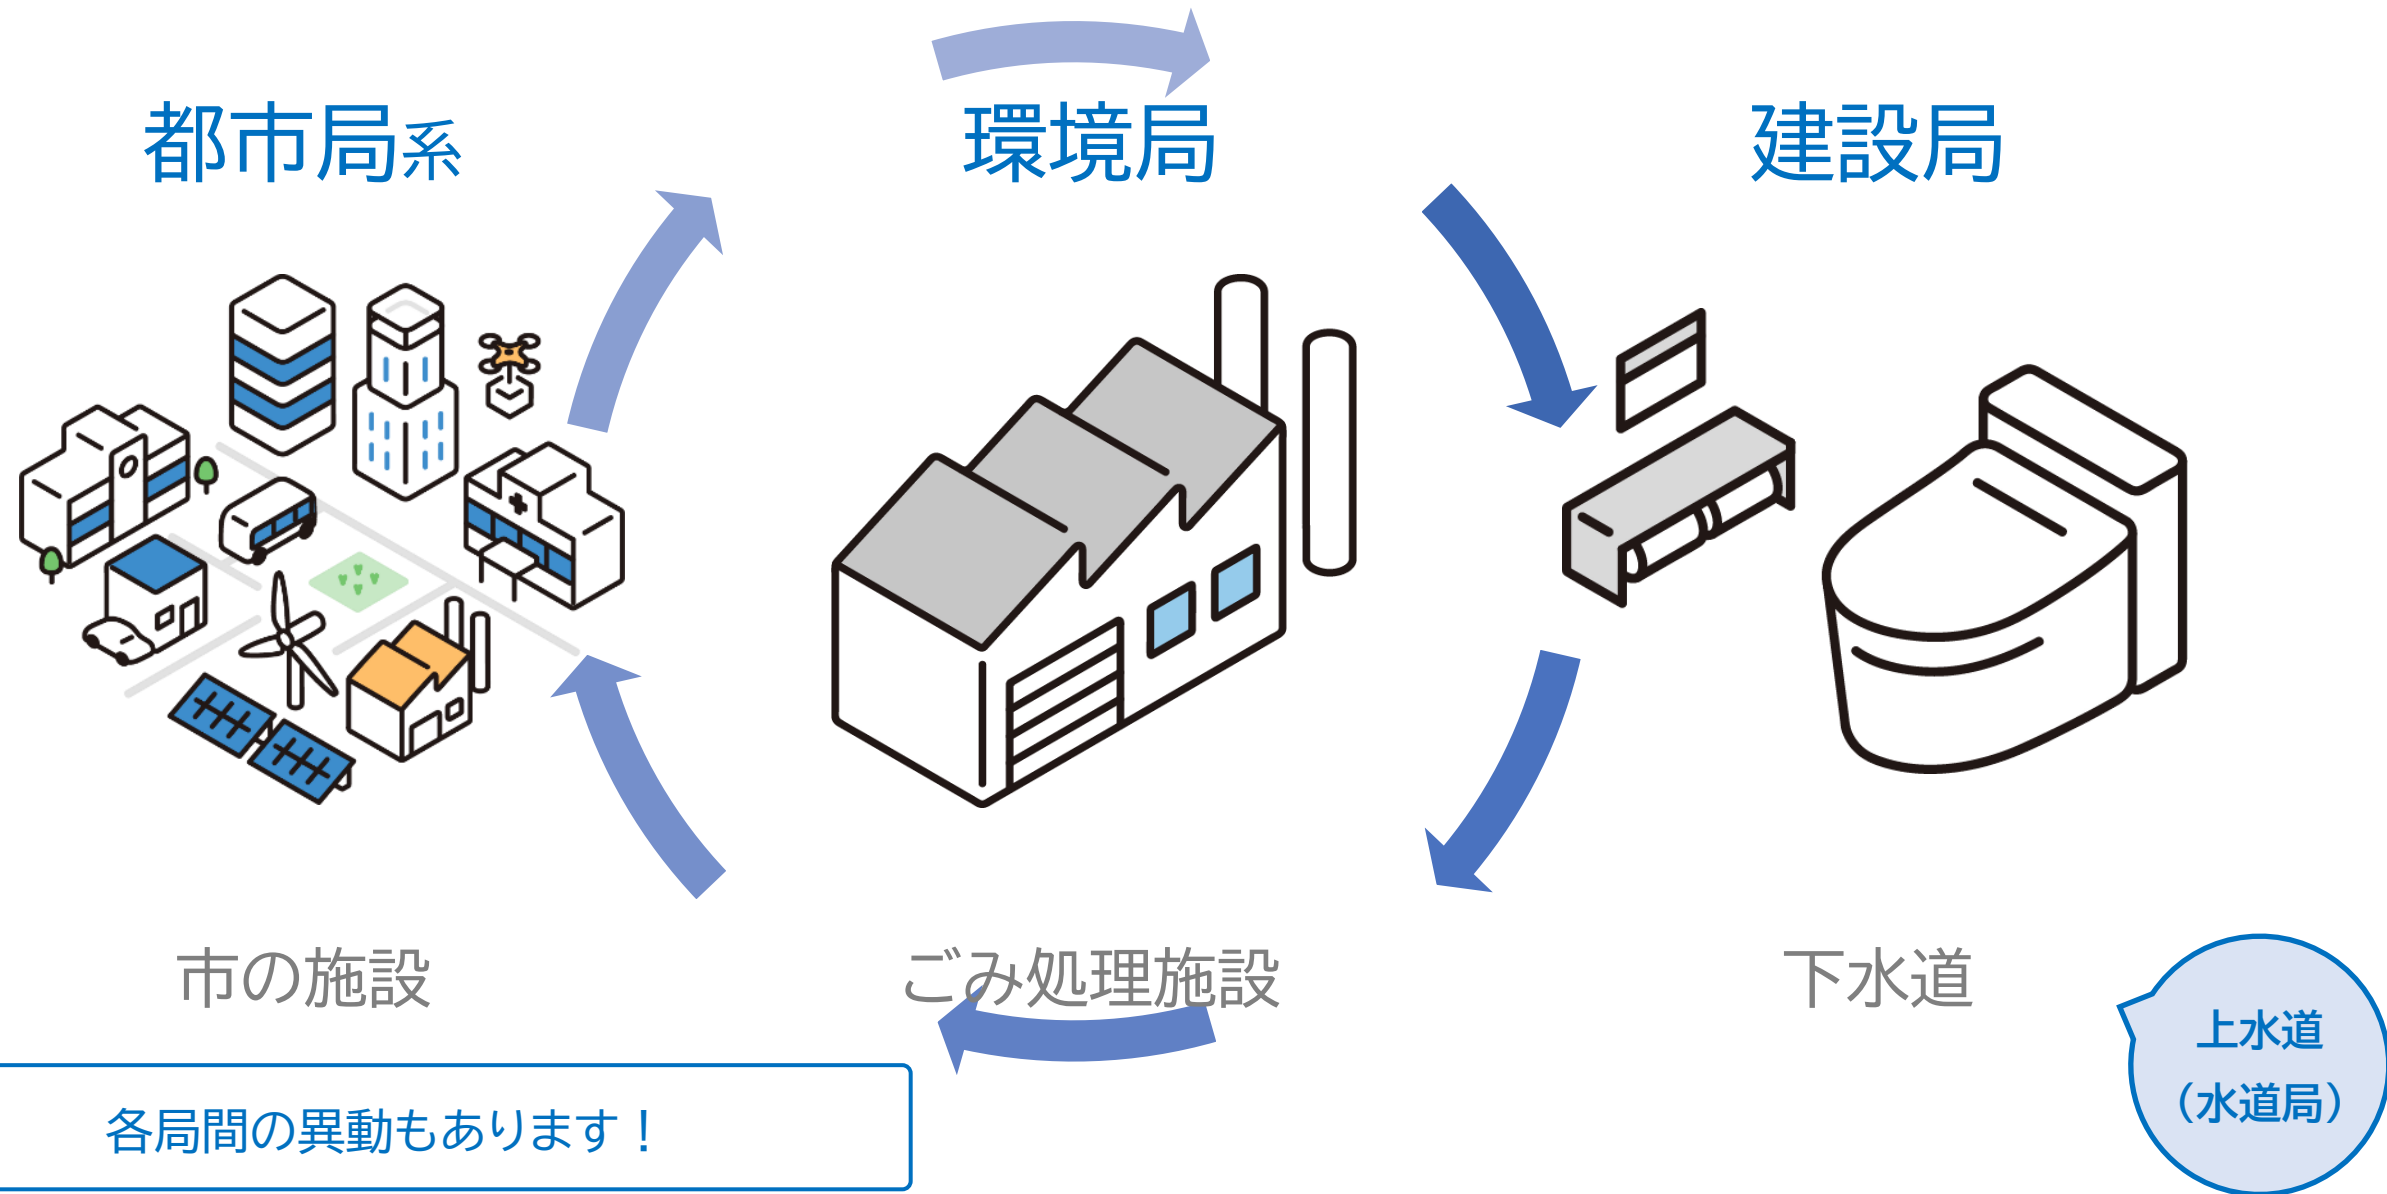 都市局系
環境局
建設局
市の施設
ごみ処理施設
下水道
上水道
（水道局）
各局間の異動もあります！